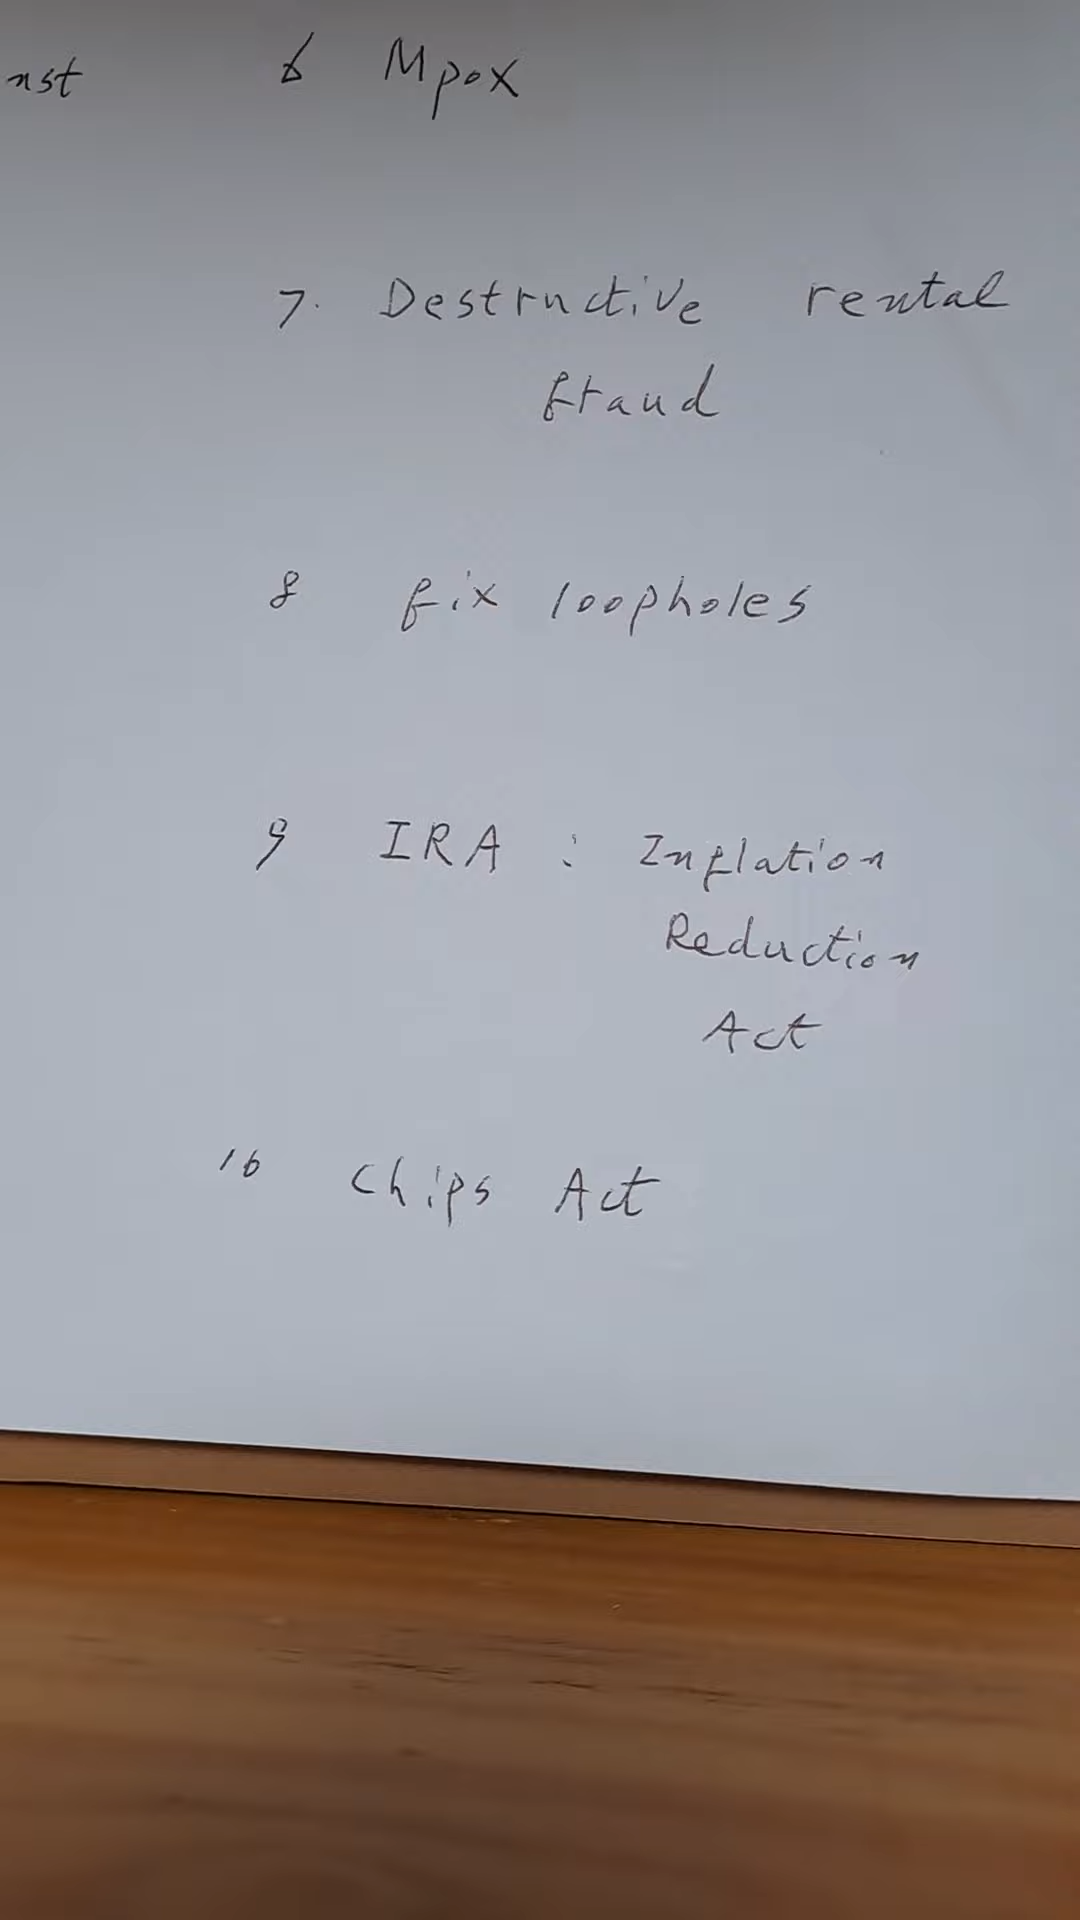 nst 6 Mpox
7. Destructive rental
fraud
8 fix loopholes
9 IRA : Inflation
Reduction
Act
10 Chips Act